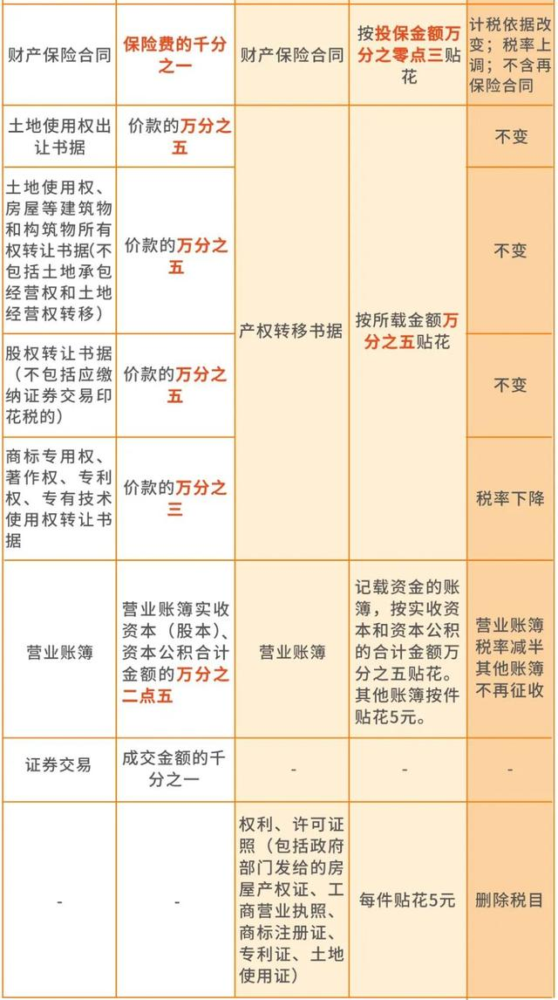 财产保险合同
保险费的千分
之一
财产保险合同
按投保金额万
分之零点三贴
花
计税依据改
变；税率上
调；不含再
保险合同
土地使用权出
让书据
价款的万分之
五
不变
土地使用权、
房屋等建筑物
和构筑物所有
权转让书据(不
包括土地承包
经营权和土地
经营权转移）
价款的万分之
五
产权转移书据
按所载金额万
分之五贴花
不变
股权转让书据
（不包括应缴
纳证券交易印
花税的）
价款的万分之
五
不变
商标专用权、
著作权、专利
权、专有技术
使用权转让书
据
价款的万分之
三
税率下降
营业账簿
营业账簿实收
资本（股本）、
资本公积合计
金额的万分之
二点五
营业账簿
记载资金的账
簿，按实收资
本和资本公积
的合计金额万
分之五贴花。
其他账簿按件
贴花5元。
营业账簿
税率减半
其他账簿
不再征收
证券交易
成交金额的千
分之一
-
-
-
-
-
权利、许可证
照（包括政府
部门发给的房
屋产权证、工
商营业执照、
商标注册证、
专利证、土地
使用证）
每件贴花5元
删除税目